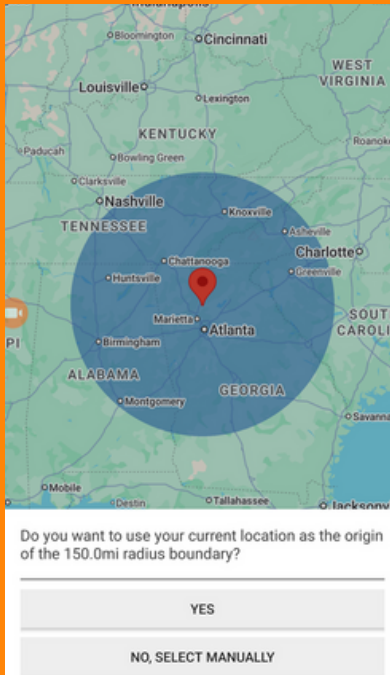 Bloomington
Cincinnati
WEST
VIRGINIA
Louisville
Lexington
KENTUCKY
Roanoke
Paducah
Bowling Green
Clarksville
Nashville
Knoxville
TENNESSEE
Asheville
Charlotte
Chattanooga
Greenville
Huntsville
Marietta
SOUT
Atlanta
CAROLI
PI
Birmingham
ALABAMA
GEORGIA
Montgomery
Savanna
Mobile
Destin
Tallahassee
Jacksonv
Do you want to use your current location as the origin
of the 150.0mi radius boundary?
YES
NO, SELECT MANUALLY